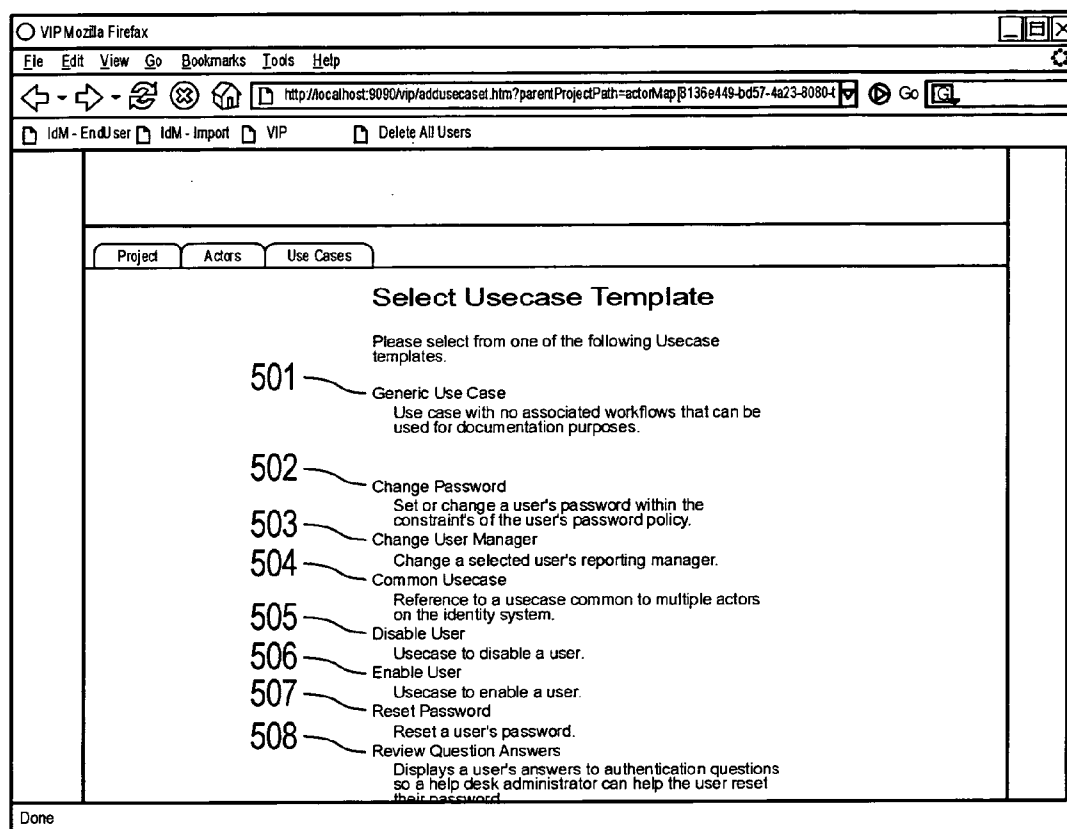 VIP Mozilla Firefax
File Edit View Go Bookmarks Tools Help
http://localhost:9090/vip/addusecaset.htm?parentProjectPath=actorMap[8136e449-bd57-4a23-8080-t
Go
G
IdM - EndUser IdM - Import VIP Delete All Users
Project Actors Use Cases
Select Usecase Template
Please select from one of the following Usecase
templates.
501
Generic Use Case
Use case with no associated workflows that can be
used for documentation purposes.
502
Change Password
Set or change a user's password within the
constraint's of the user's password policy.
503
Change User Manager
Change a selected user's reporting manager.
504
Common Usecase
Reference to a usecase common to multiple actors
on the identity system.
505
Disable User
Usecase to disable a user.
506
Enable User
Usecase to enable a user.
507
Reset Password
Reset a user's password.
508
Review Question Answers
Displays a user's answers to authentication questions
so a help desk administrator can help the user reset
their password
Done